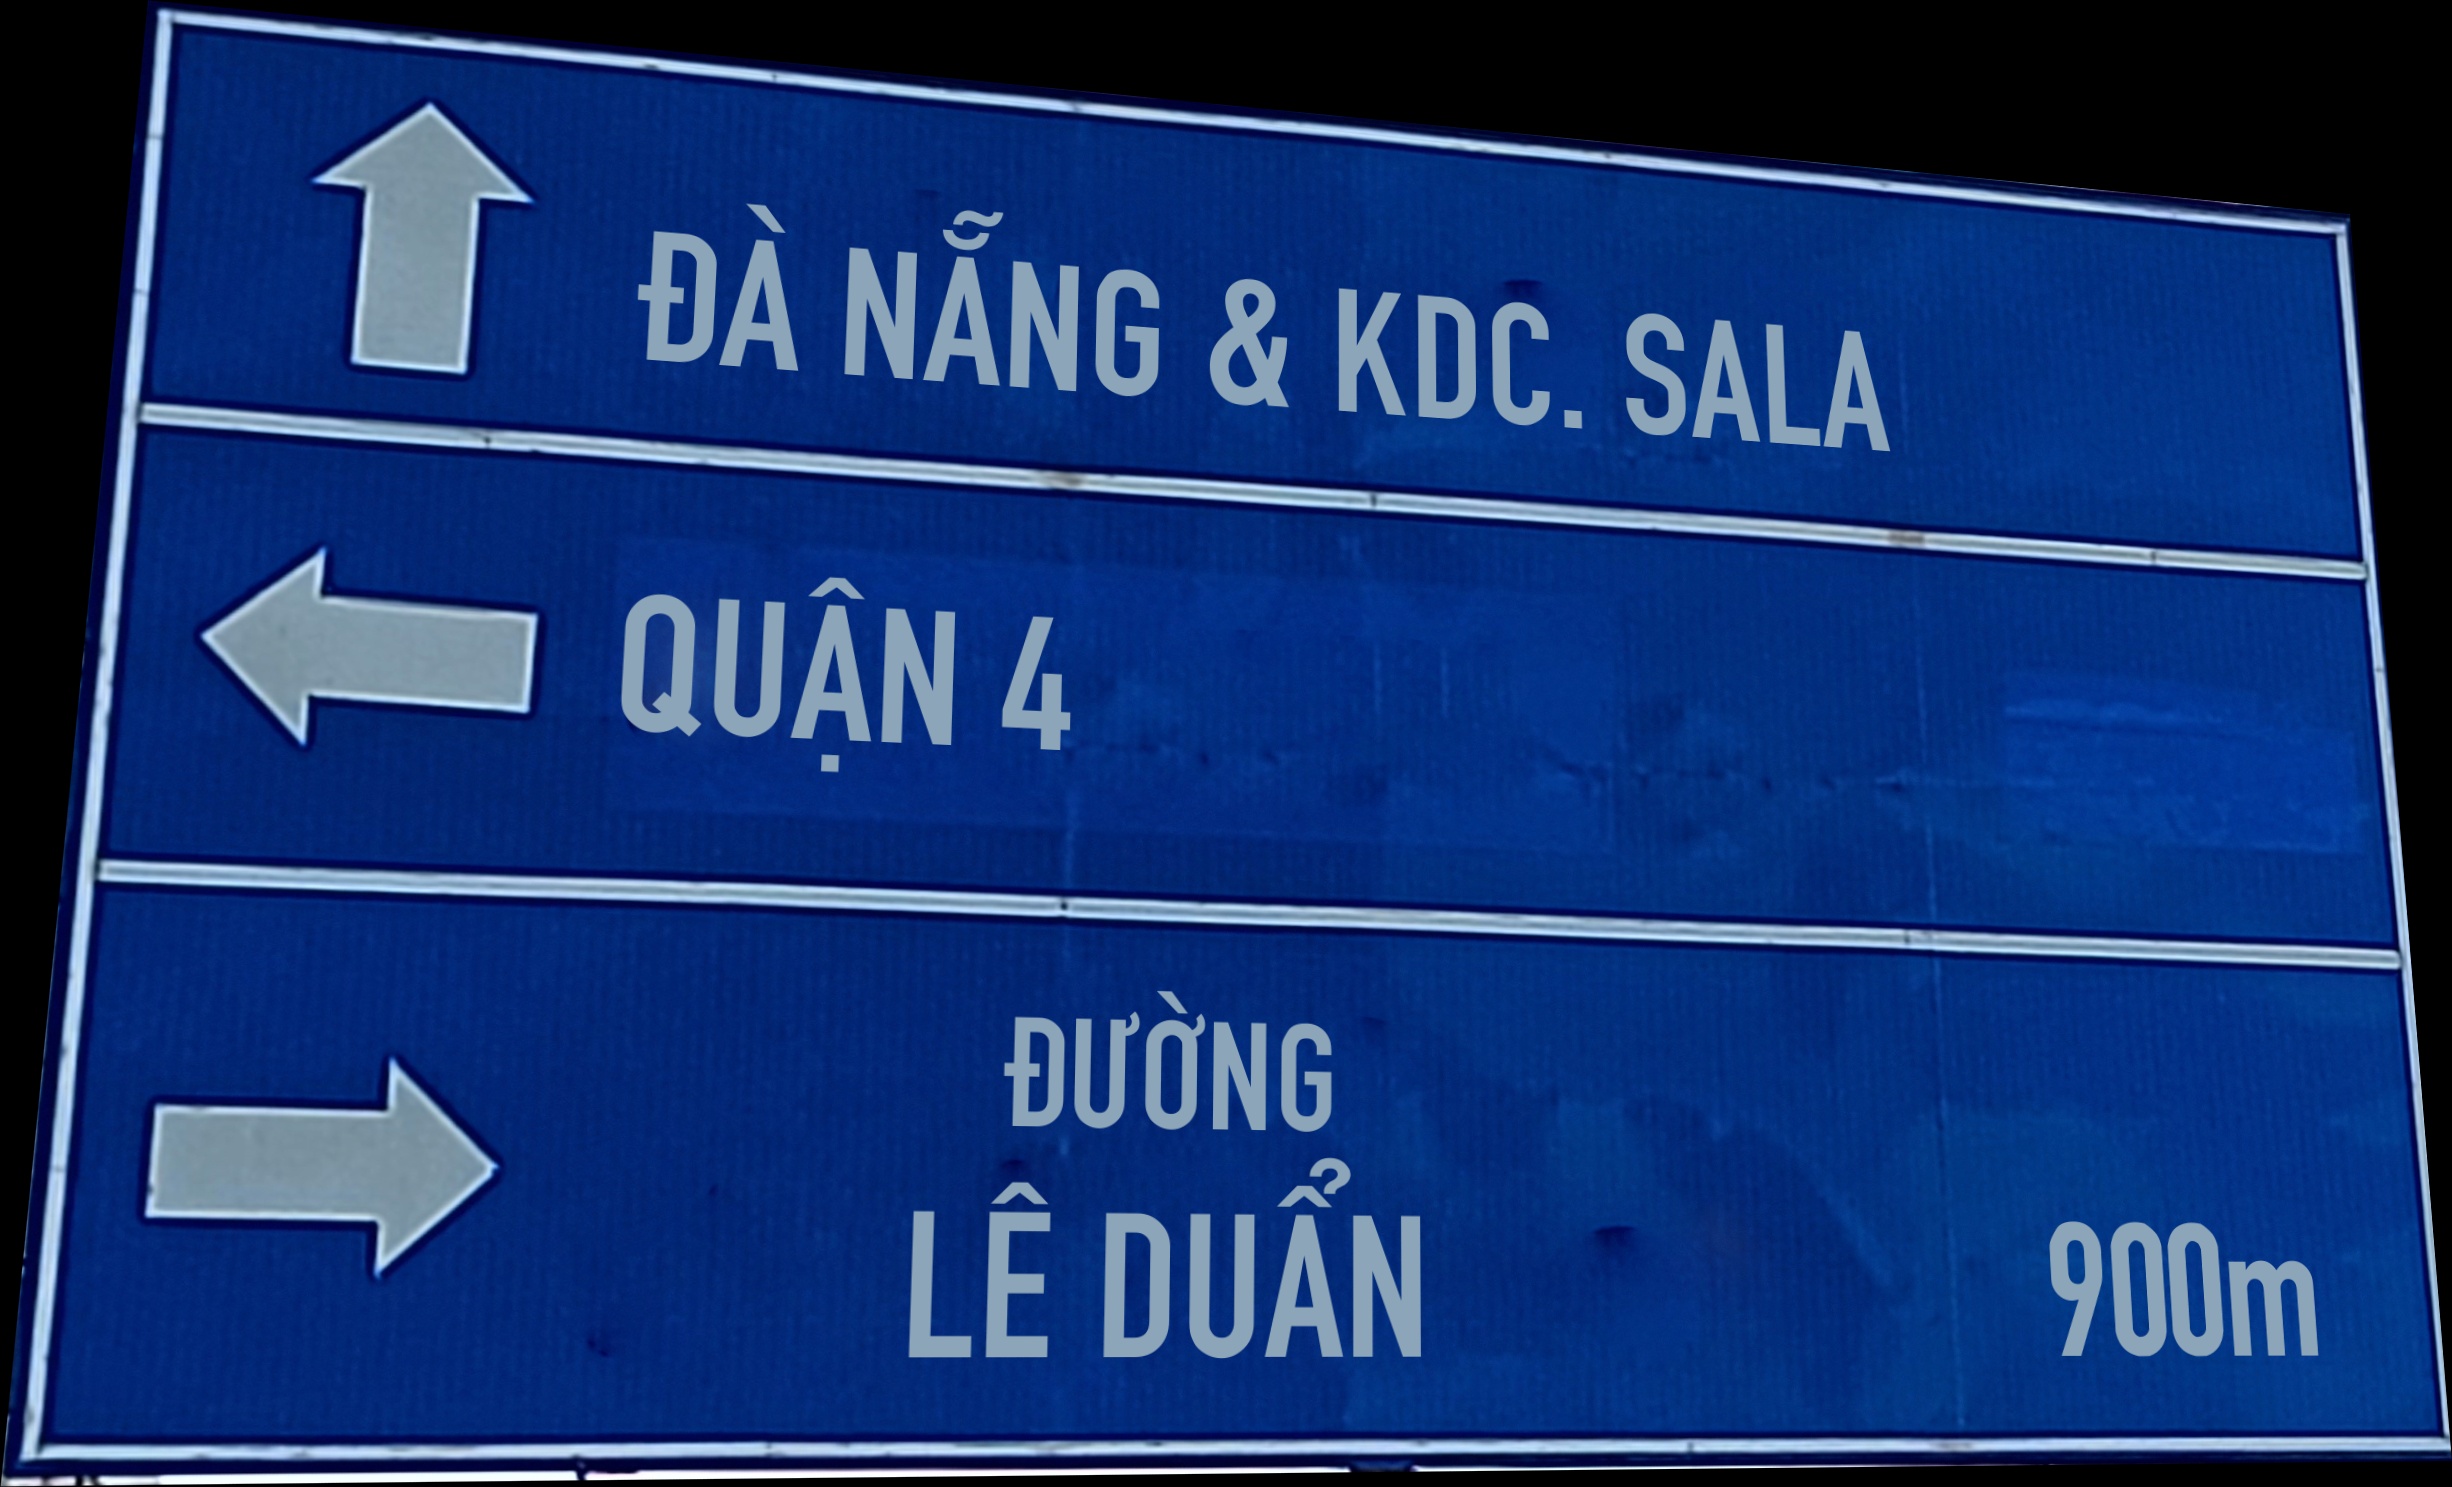 ĐÀ NẴNG & KDC. SALA
QUẬN 4
ĐƯỜNG
LÊ DUẨN
900m